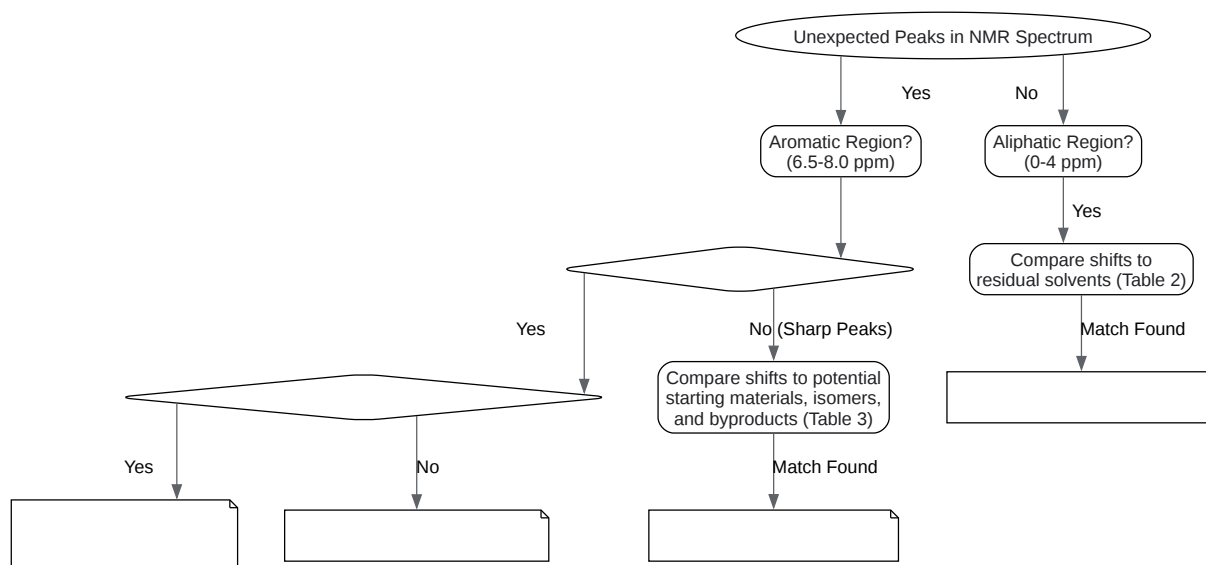 Unexpected Peaks in NMR Spectrum
Yes
No
Aromatic Region?
(6.5-8.0 ppm)
Aliphatic Region?
(0-4 ppm)
Yes
Compare shifts to
residual solvents (Table 2)
Yes
No (Sharp Peaks)
Match Found
Compare shifts to potential
starting materials, isomers,
and byproducts (Table 3)
Yes
No
Match Found